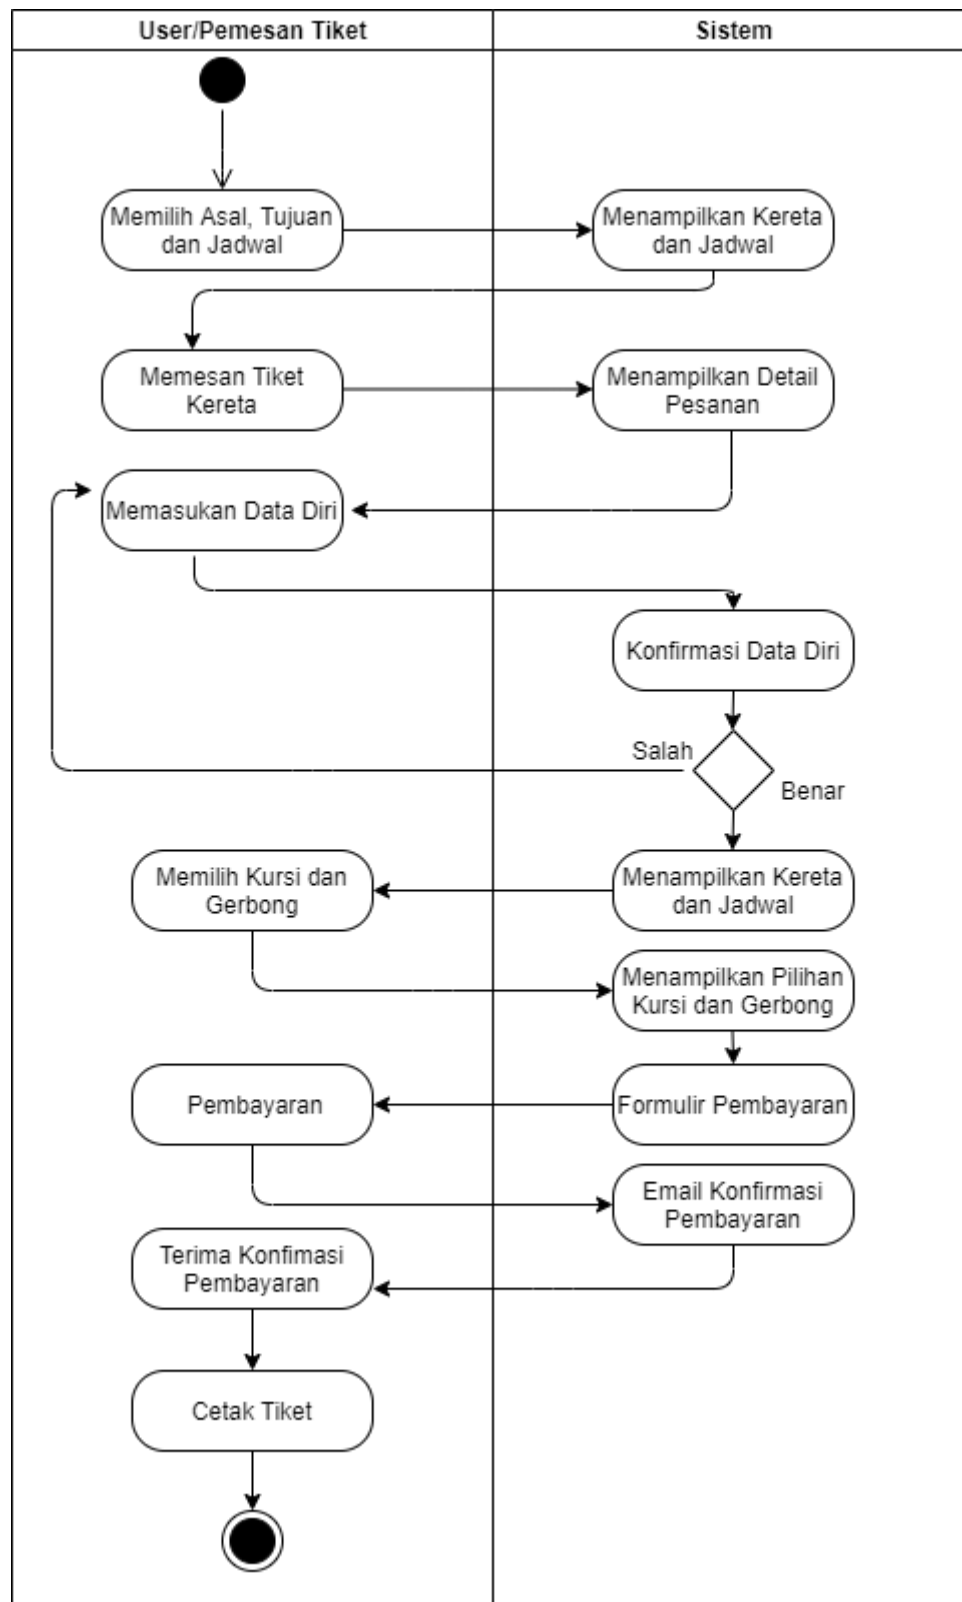 User/Pemesan Tiket
Sistem
Memilih Asal, Tujuan
dan Jadwal
Menampilkan Kereta
dan Jadwal
Memesan Tiket
Kereta
Menampilkan Detail
Pesanan
Memasukan Data Diri
Konfirmasi Data Diri
Salah
Benar
Memilih Kursi dan
Gerbong
Menampilkan Kereta
dan Jadwal
Menampilkan Pilihan
Kursi dan Gerbong
Pembayaran
Formulir Pembayaran
Email Konfirmasi
Pembayaran
Terima Konfimasi
Pembayaran
Cetak Tiket